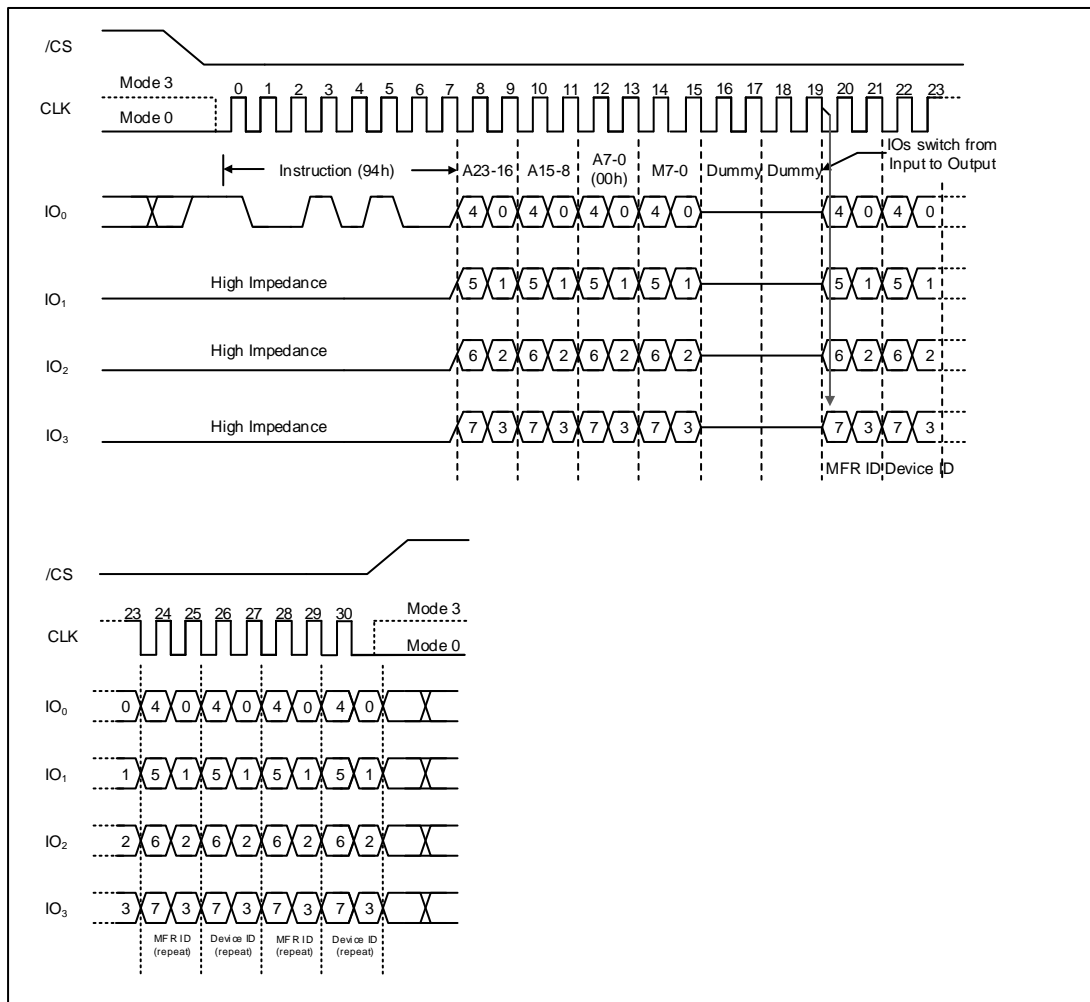 /CS
Mode 3
0 1 2 3 4 5 6 7 8 9 10 11 12 13 14 15 16 17 18 19 20 21 22 23
CLK
Mode 0
IOs switch from
Input to Output
Instruction (94h) A23-16 A15-8 A7-0 (00h) M7-0 Dummy Dummy
IO0 4 0 4 0 4 0 4 0 4 0 4 0
High Impedance 5 1 5 1 5 1 5 1 5 1 5 1
IO1
High Impedance 6 2 6 2 6 2 6 2 6 2 6 2
IO2
High Impedance 7 3 7 3 7 3 7 3 7 3 7 3
IO3
MFR ID Device ID
/CS
23 24 25 26 27 28 29 30 Mode 3
CLK
Mode 0
IO0 0 4 0 4 0 4 0 4 0
IO1 1 5 1 5 1 5 1 5 1
IO2 2 6 2 6 2 6 2 6 2
IO3 3 7 3 7 3 7 3 7 3
MFR ID Device ID MFR ID Device ID
(repeat) (repeat) (repeat) (repeat)